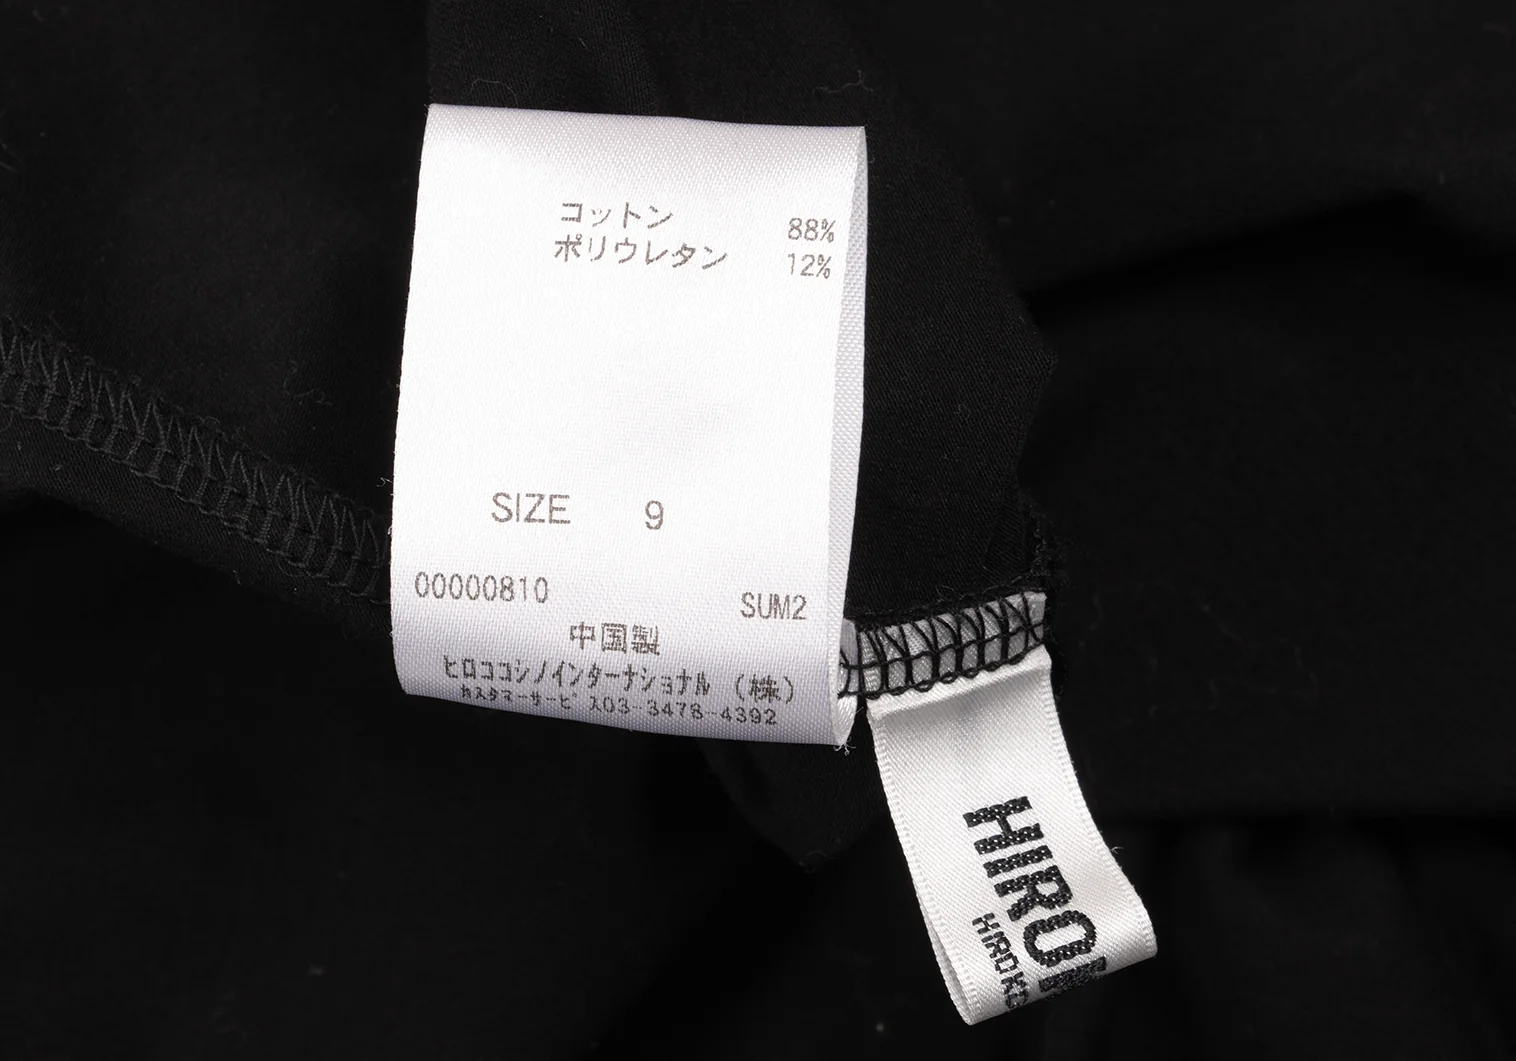 コットン 88%
ポリウレタン 12%
SIZE 9
00000810 SUM2
中国製
ヒロココシノインターナショナル (株)
カスタマーサービス03-3478-4392
HIRO
HIROKO